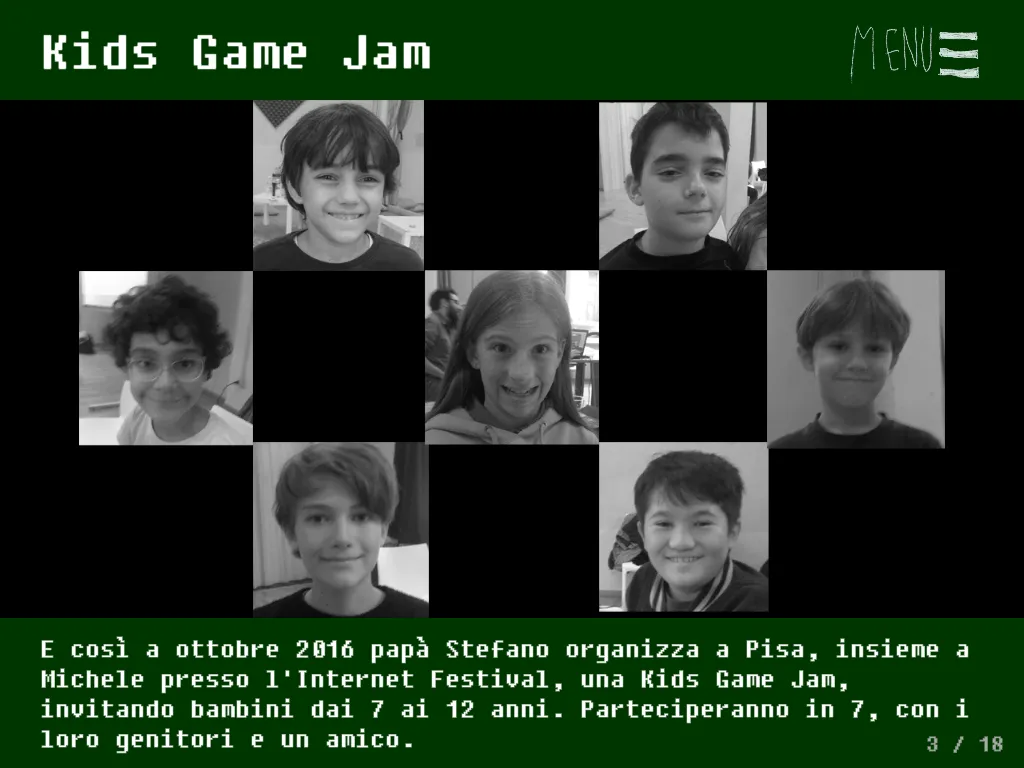 Kids Game Jam
MENU
E così a ottobre 2016 papà Stefano organizza a Pisa, insieme a
Michele presso l'Internet Festival, una Kids Game Jam,
invitando bambini dai 7 ai 12 anni. Parteciperanno in 7, con i
loro genitori e un amico.
3 / 18